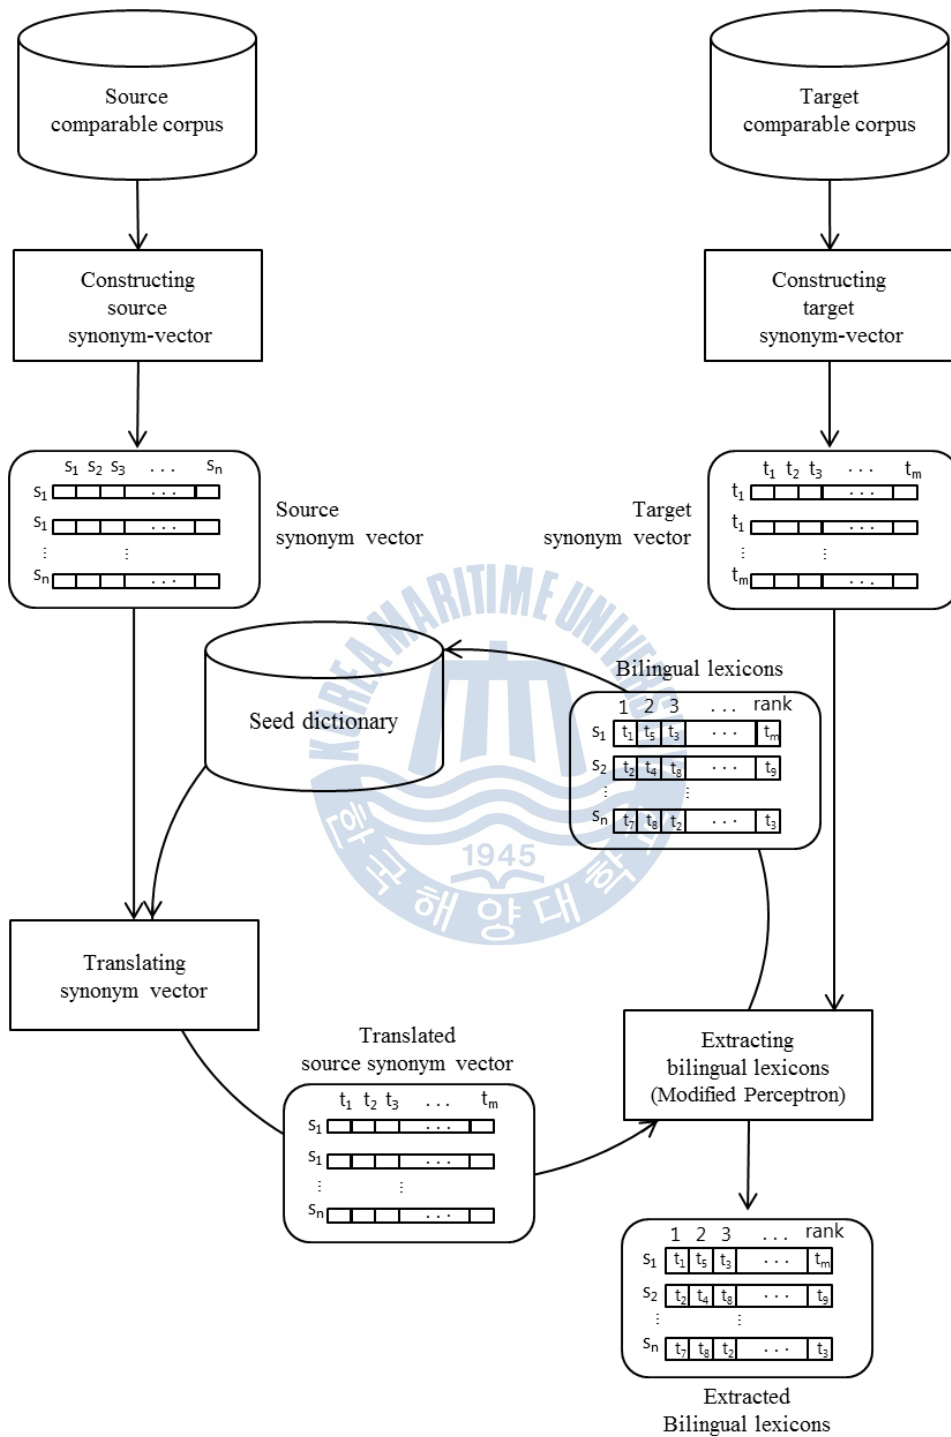 Source
comparable corpus
Target
comparable corpus
Constructing
source
synonym-vector
Constructing
target
synonym-vector
s1 s2 s3 ... sn
s1 ...
s1 ...
⋮ ⋮
sn ...
Source
synonym vector
Target
synonym vector
t1 t2 t3 ... tm
t1 ...
t1 ...
⋮ ⋮
tm ...
KOREA MARITIME UNIVERSITY
1945
한국해양대학교
Seed dictionary
Bilingual lexicons
1 2 3 ... rank
s1 t1 t5 t3 ... tm
s2 t2 t4 t8 ... t9
⋮ ⋮
sn t7 t8 t2 ... t3
Translating
synonym vector
Translated
source synonym vector
t1 t2 t3 ... tm
s1 ...
s1 ...
⋮ ⋮
sn ...
Extracting
bilingual lexicons
(Modified Perceptron)
1 2 3 ... rank
s1 t1 t5 t3 ... tm
s2 t2 t4 t8 ... t9
⋮ ⋮
sn t7 t8 t2 ... t3
Extracted
Bilingual lexicons